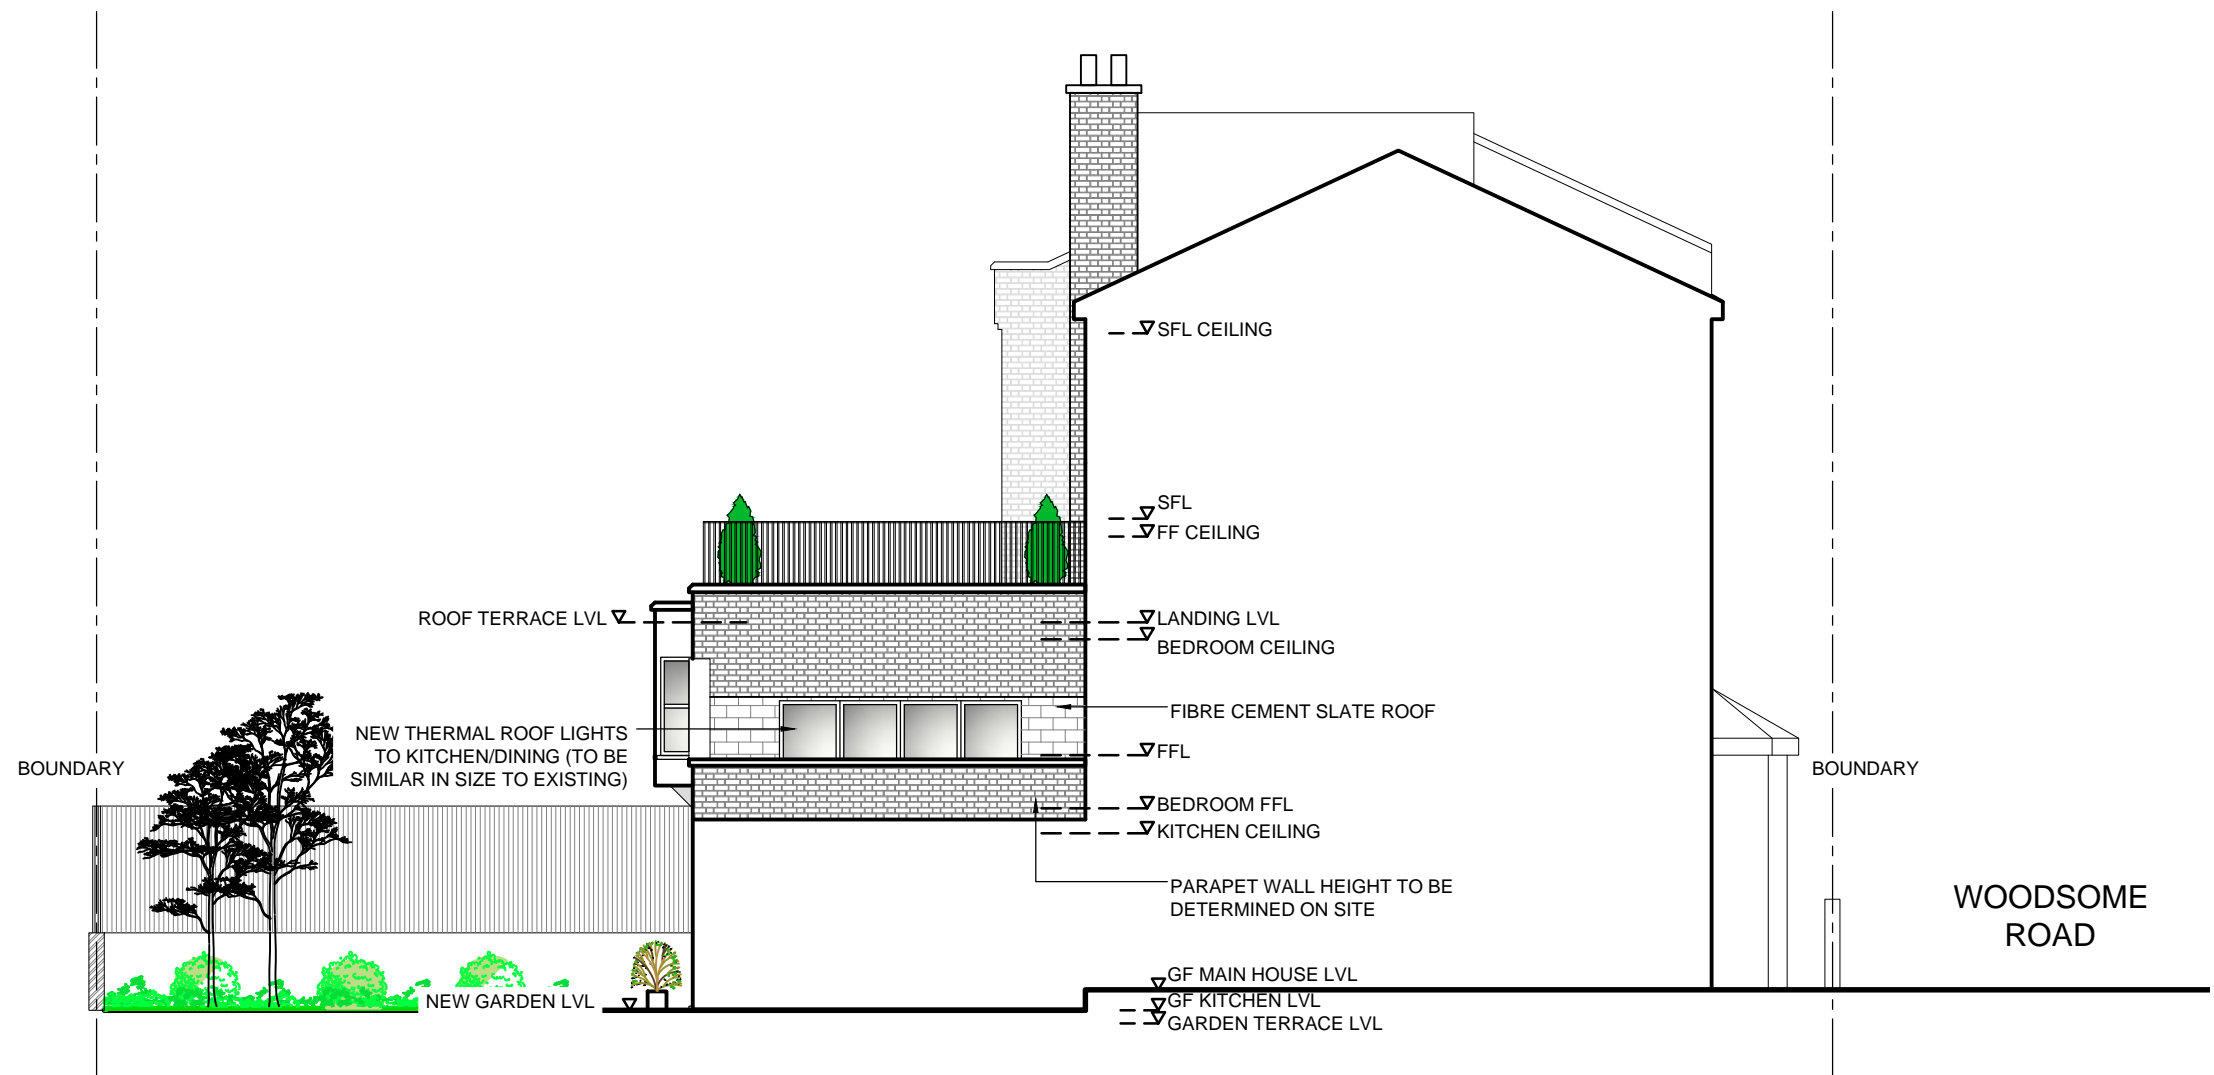 SFL CEILING
SFL
FF CEILING
ROOF TERRACE LVL
LANDING LVL
BEDROOM CEILING
FIBRE CEMENT SLATE ROOF
NEW THERMAL ROOF LIGHTS
TO KITCHEN/DINING (TO BE
SIMILAR IN SIZE TO EXISTING)
FFL
BOUNDARY
BOUNDARY
BEDROOM FFL
KITCHEN CEILING
PARAPET WALL HEIGHT TO BE
DETERMINED ON SITE
WOODSOME
ROAD
GF MAIN HOUSE LVL
NEW GARDEN LVL
GF KITCHEN LVL
GARDEN TERRACE LVL